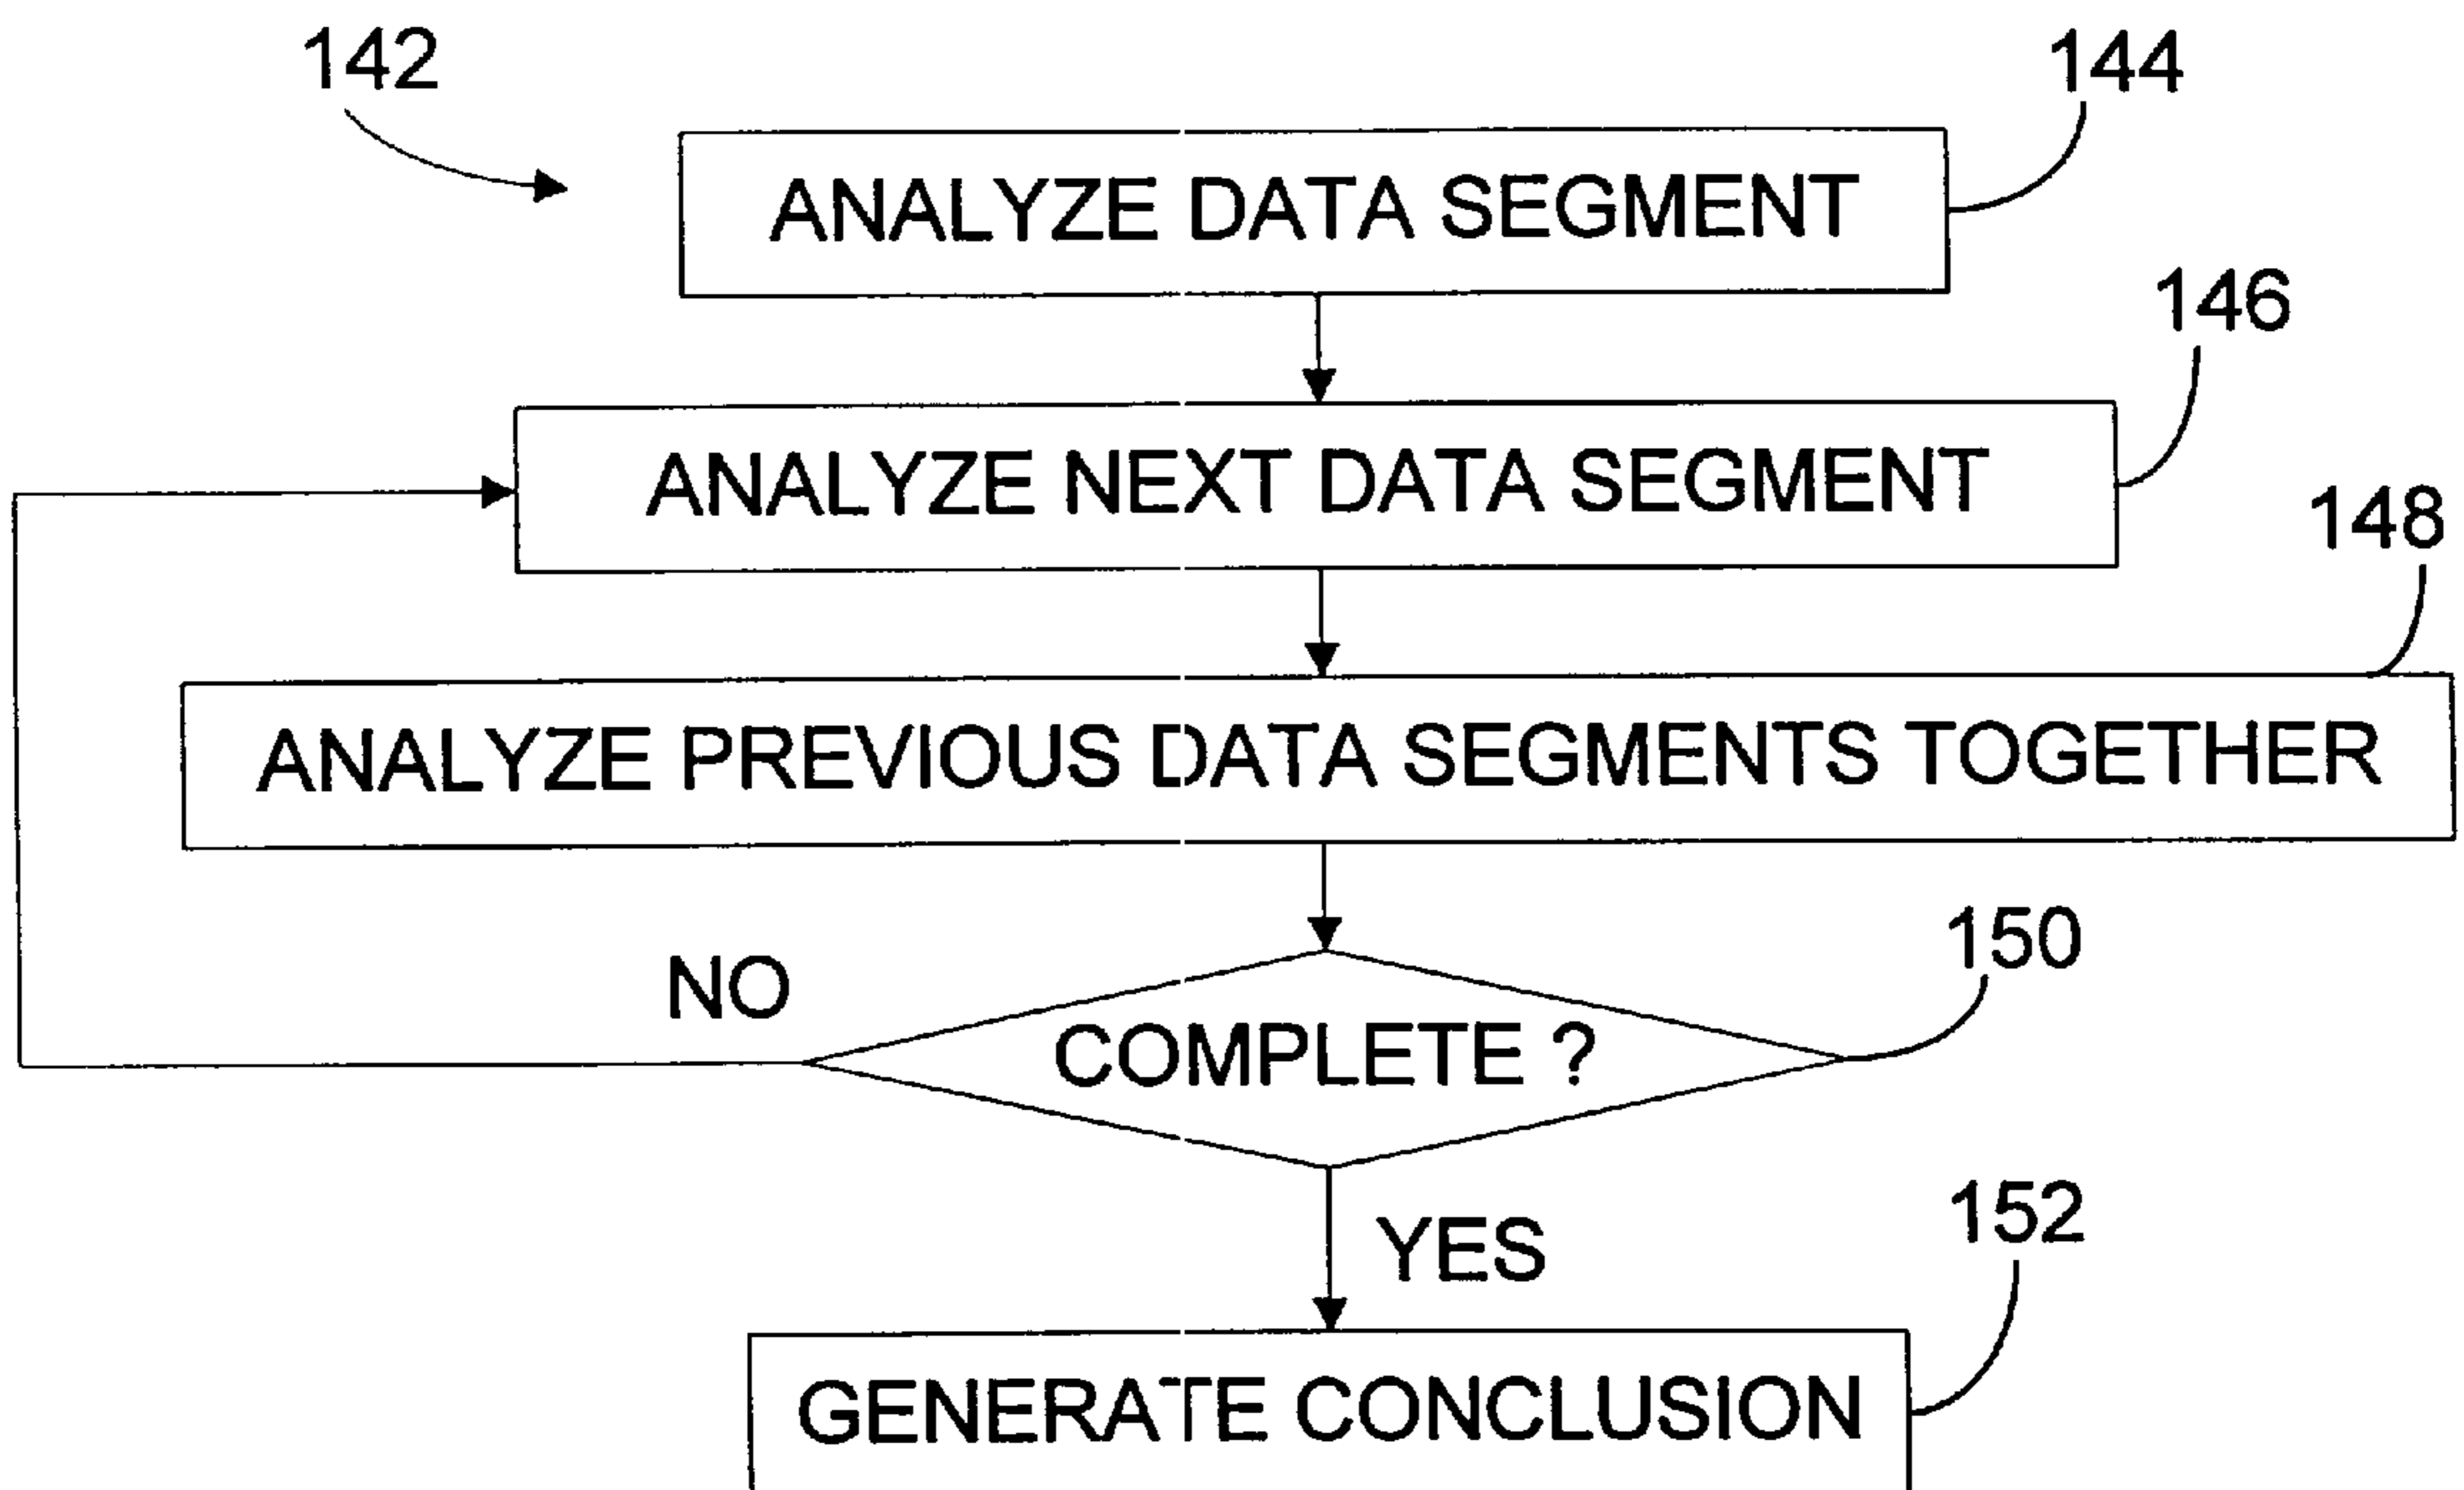 142
144
ANALYZE DATA SEGMENT
146
ANALYZE NEXT DATA SEGMENT
148
ANALYZE PREVIOUS DATA SEGMENTS TOGETHER
150
NO
COMPLETE ?
YES
152
GENERATE CONCLUSION